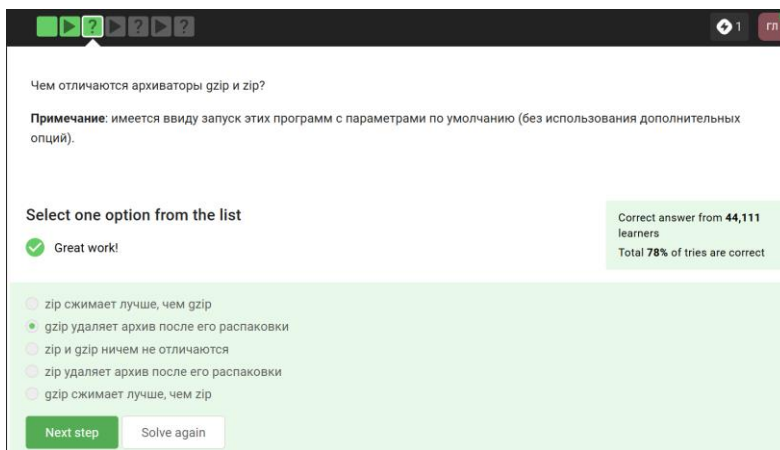 ? ? ? 1 гл
Чем отличаются архиваторы gzip и zip?
Примечание: имеется ввиду запуск этих программ с параметрами по умолчанию (без использования дополнительных
опций).
Select one option from the list
Great work!
Correct answer from 44,111
learners
Total 78% of tries are correct
zip сжимает лучше, чем gzip
gzip удаляет архив после его распаковки
zip и gzip ничем не отличаются
zip удаляет архив после его распаковки
gzip сжимает лучше, чем zip
Next step Solve again